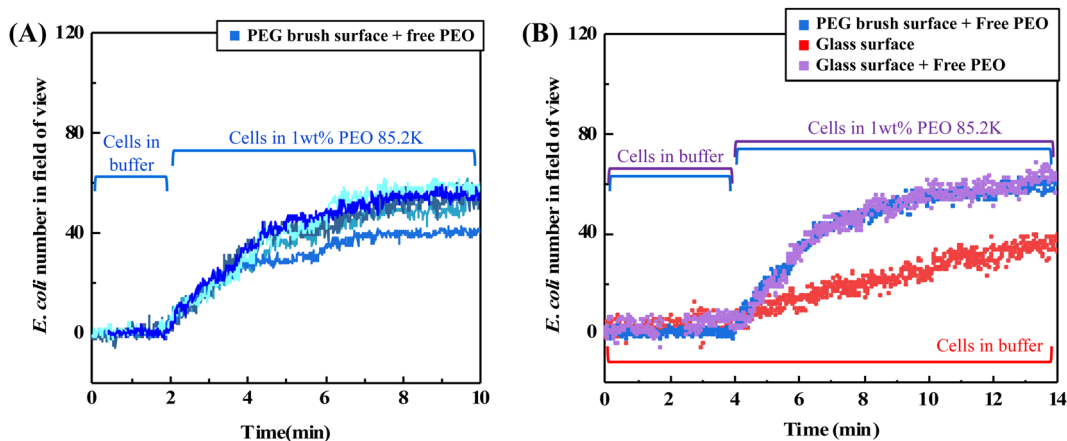 (A)
PEG brush surface + free PEO
120
80
40
0
E. coli number in field of view
Cells in
buffer
Cells in 1wt% PEO 85.2K
0 2 4 6 8 10
Time(min)
(B)
PEG brush surface + Free PEO
Glass surface
Glass surface + Free PEO
120
80
40
0
E. coli number in field of view
Cells in 1wt% PEO 85.2K
Cells in buffer
Cells in buffer
0 2 4 6 8 10 12 14
Time (min)